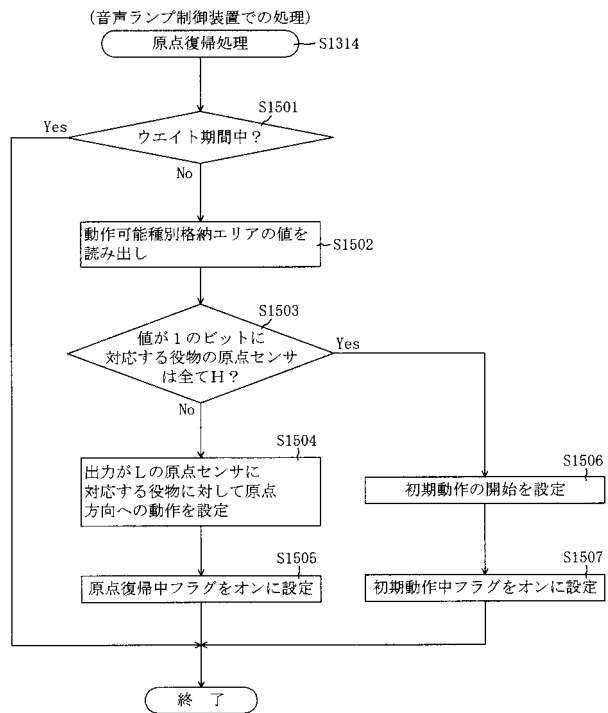 (音声ランプ制御装置での処理)
原点復帰処理
S1314
S1501
Yes
ウエイト期間中?
No
動作可能種別格納エリアの値を
読み出し
S1502
S1503
値が1のビットに
対応する役物の原点センサ
は全てH?
Yes
No
S1504
出力がLの原点センサに
対応する役物に対して原点
方向への動作を設定
S1506
初期動作の開始を設定
S1505
原点復帰中フラグをオンに設定
S1507
初期動作中フラグをオンに設定
終 了